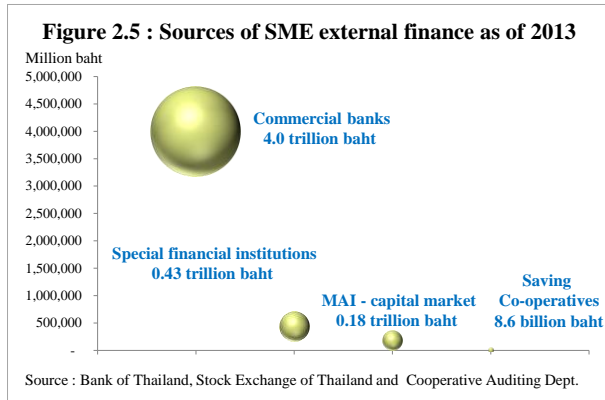 Figure 2.5 : Sources of SME external finance as of 2013
Million baht
5,000,000
4,500,000
4,000,000
3,500,000
3,000,000
2,500,000
2,000,000
1,500,000
1,000,000
500,000
-
Commercial banks
4.0 trillion baht
Special financial institutions
0.43 trillion baht
MAI - capital market
0.18 trillion baht
Saving
Co-operatives
8.6 billion baht
Source : Bank of Thailand, Stock Exchange of Thailand and Cooperative Auditing Dept.